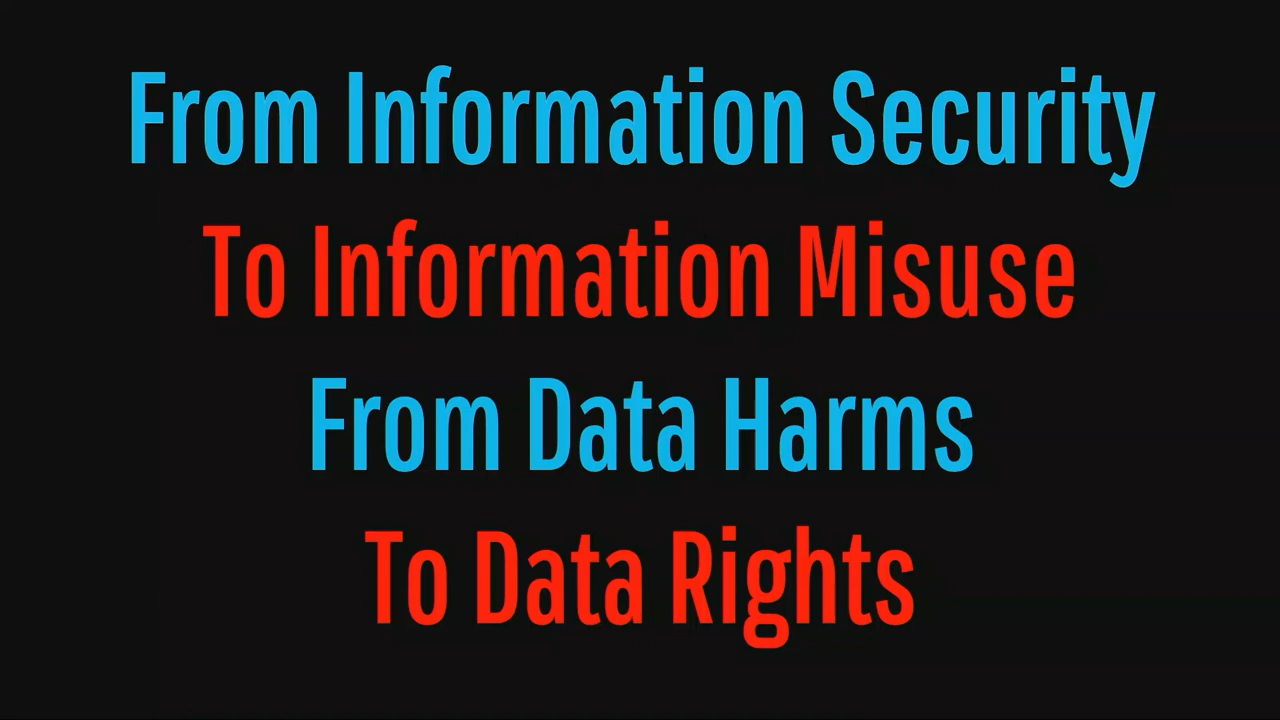 From Information Security
To Information Misuse
From Data Harms
To Data Rights